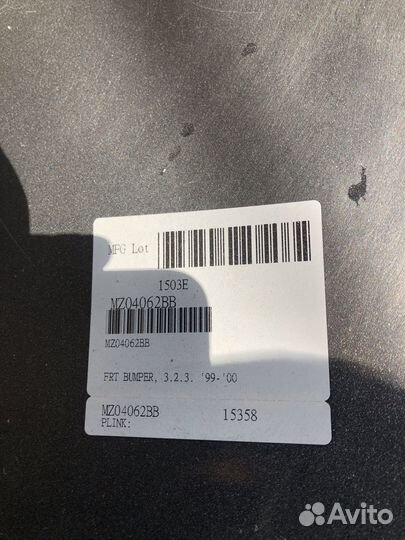 MFG Lot
1503E
MZ04062BB
MZ04062BB
FRT BUMPER, 3.2.3. '99-'00
MZ04062BB 15358
PLINK:
Avito